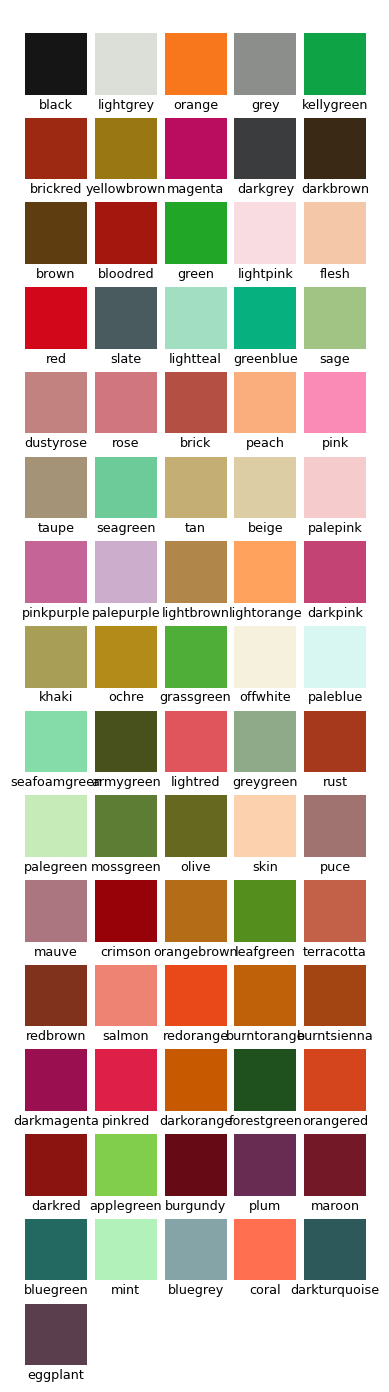 black lightgrey orange grey kellygreen
brickred yellowbrown magenta darkgrey darkbrown
brown bloodred green lightpink flesh
red slate lightteal greenblue sage
dustyrose rose brick peach pink
taupe seagreen tan beige palepink
pinkpurple palepurple lightbrown lightorange darkpink
khaki ochre grassgreen offwhite paleblue
seafoamgreen armygreen lightred greygreen rust
palegreen mossgreen olive skin puce
mauve crimson orangebrown leafgreen terracotta
redbrown salmon redorange burntorange burntsienna
darkmagenta pinkred darkorange forestgreen orangered
darkred applegreen burgundy plum maroon
bluegreen mint bluegrey coral darkturquoise
eggplant